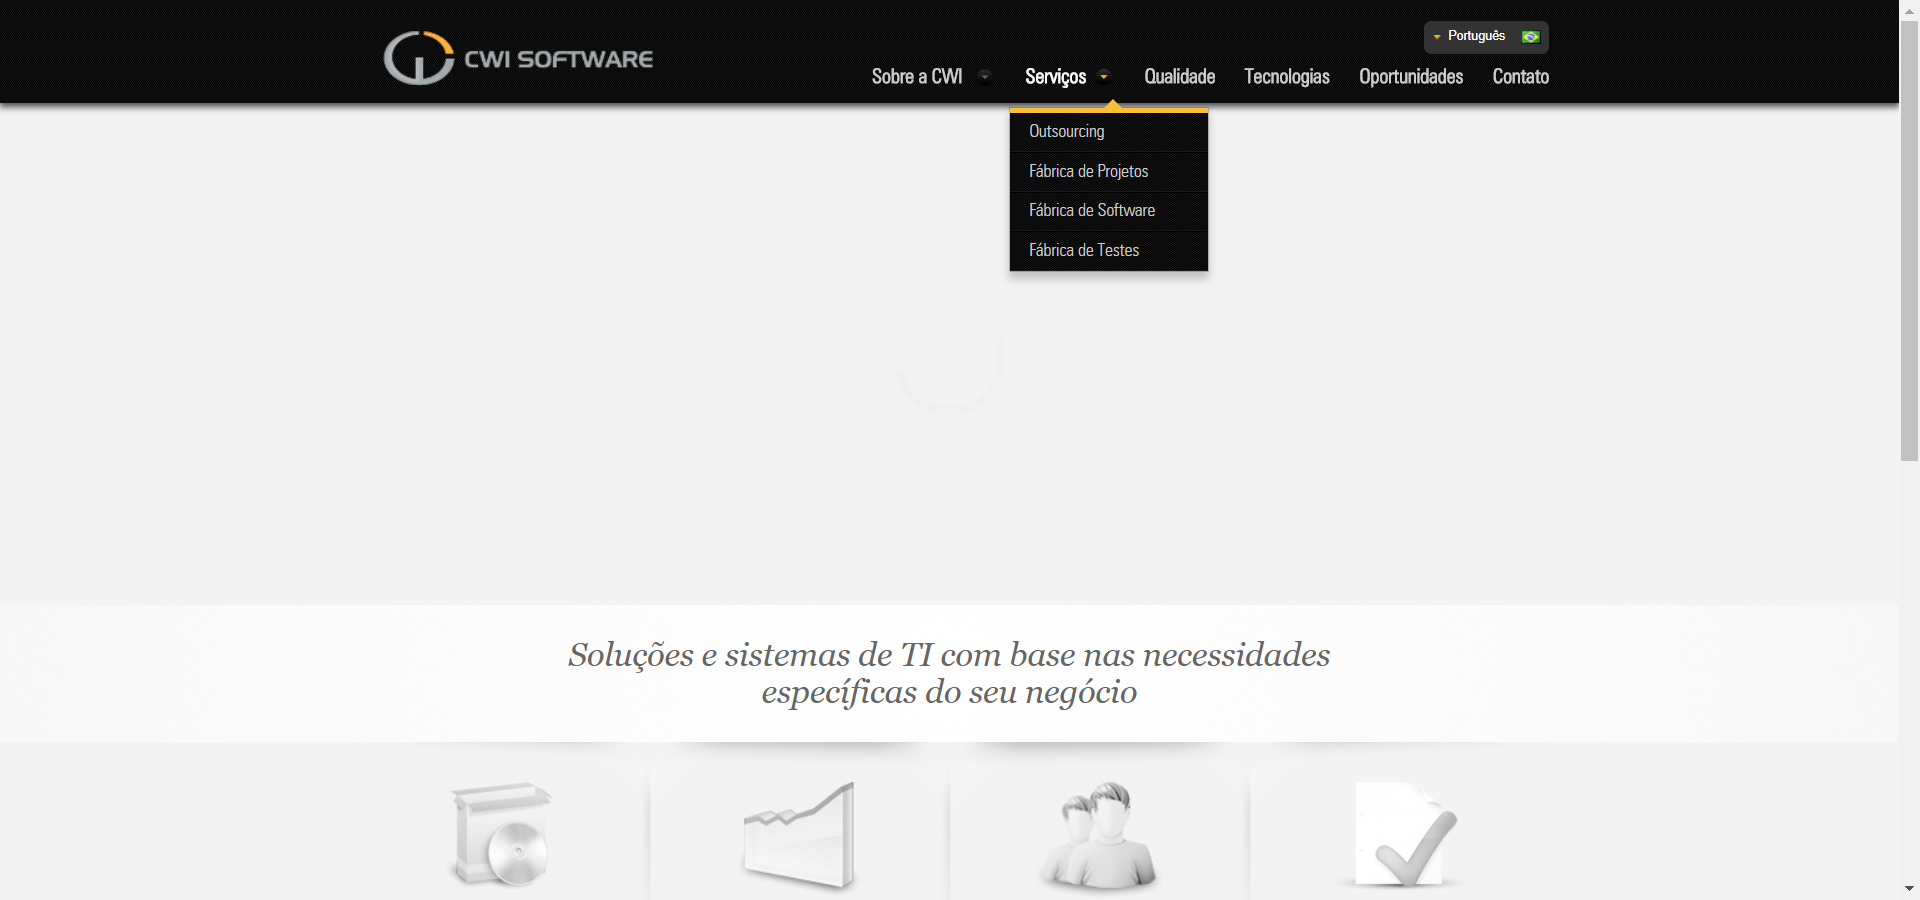 CWI SOFTWARE
Português
Sobre a CWI
Serviços
Qualidade
Tecnologias
Oportunidades
Contato
Outsourcing
Fábrica de Projetos
Fábrica de Software
Fábrica de Testes
Soluções e sistemas de TI com base nas necessidades
específicas do seu negócio